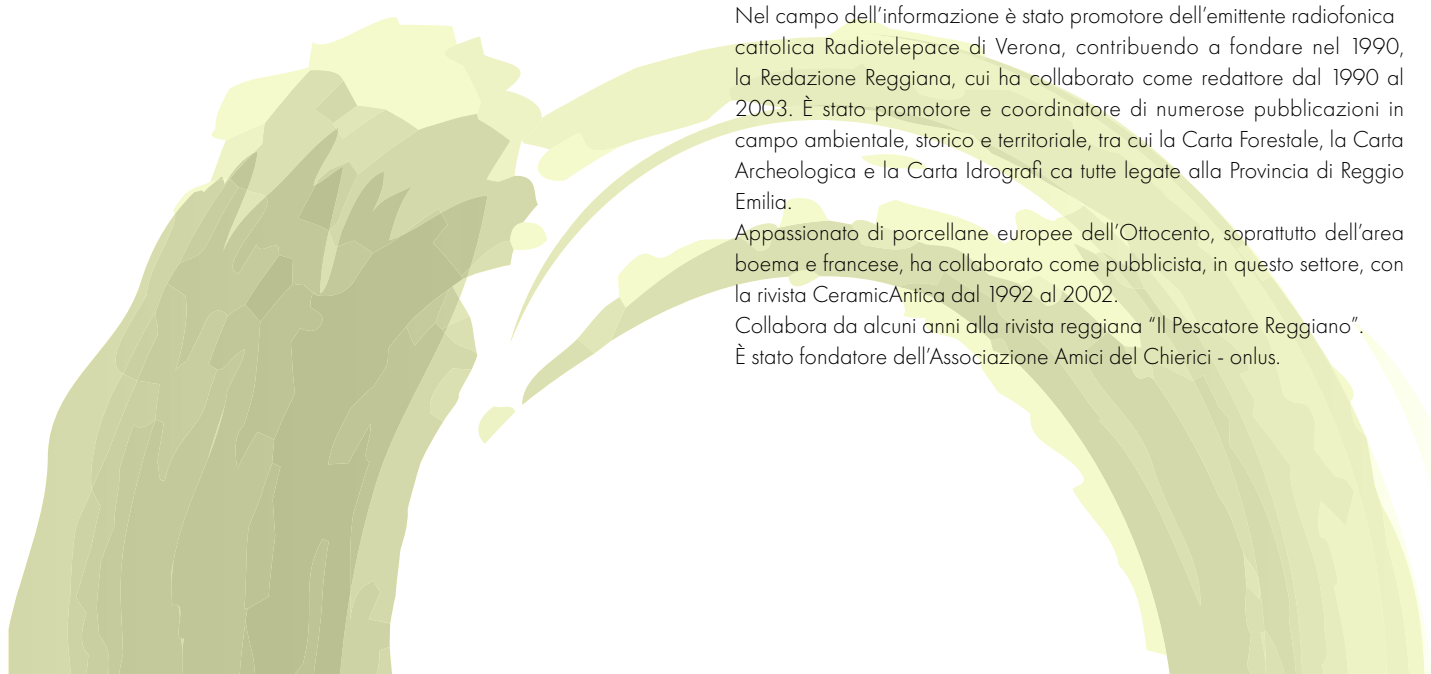 Nel campo dell’informazione è stato promotore dell’emittente radiofonica
cattolica Radiotelepace di Verona, contribuendo a fondare nel 1990,
la Redazione Reggiana, cui ha collaborato come redattore dal 1990 al
2003. È stato promotore e coordinatore di numerose pubblicazioni in
campo ambientale, storico e territoriale, tra cui la Carta Forestale, la Carta
Archeologica e la Carta Idrografi ca tutte legate alla Provincia di Reggio
Emilia.
Appassionato di porcellane europee dell’Ottocento, soprattutto dell’area
boema e francese, ha collaborato come pubblicista, in questo settore, con
la rivista CeramicAntica dal 1992 al 2002.
Collabora da alcuni anni alla rivista reggiana “Il Pescatore Reggiano”.
È stato fondatore dell’Associazione Amici del Chierici - onlus.